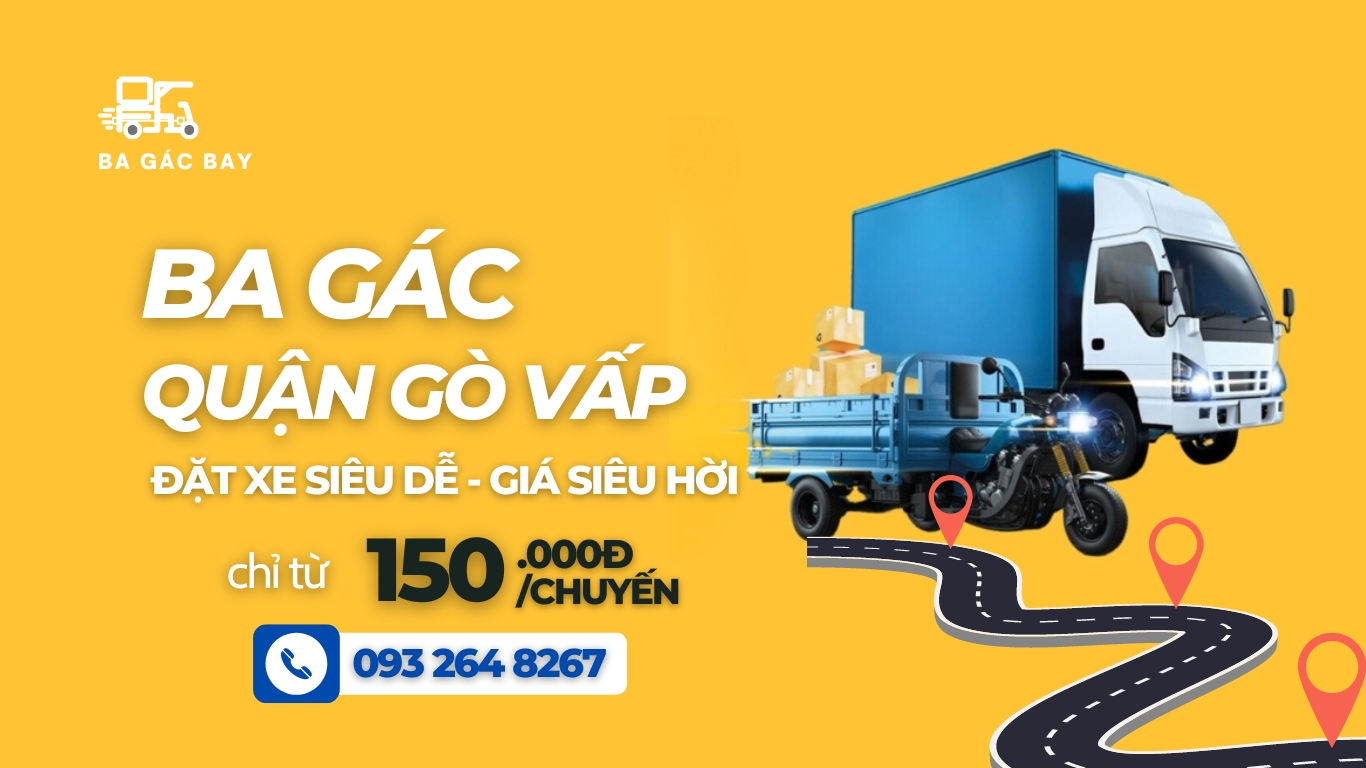 BA GÁC BAY
BA GÁC
QUẬN GÒ VẤP
ĐẶT XE SIÊU DỄ - GIÁ SIÊU HỜI
chỉ từ 150.000Đ
/CHUYẾN
093 264 8267